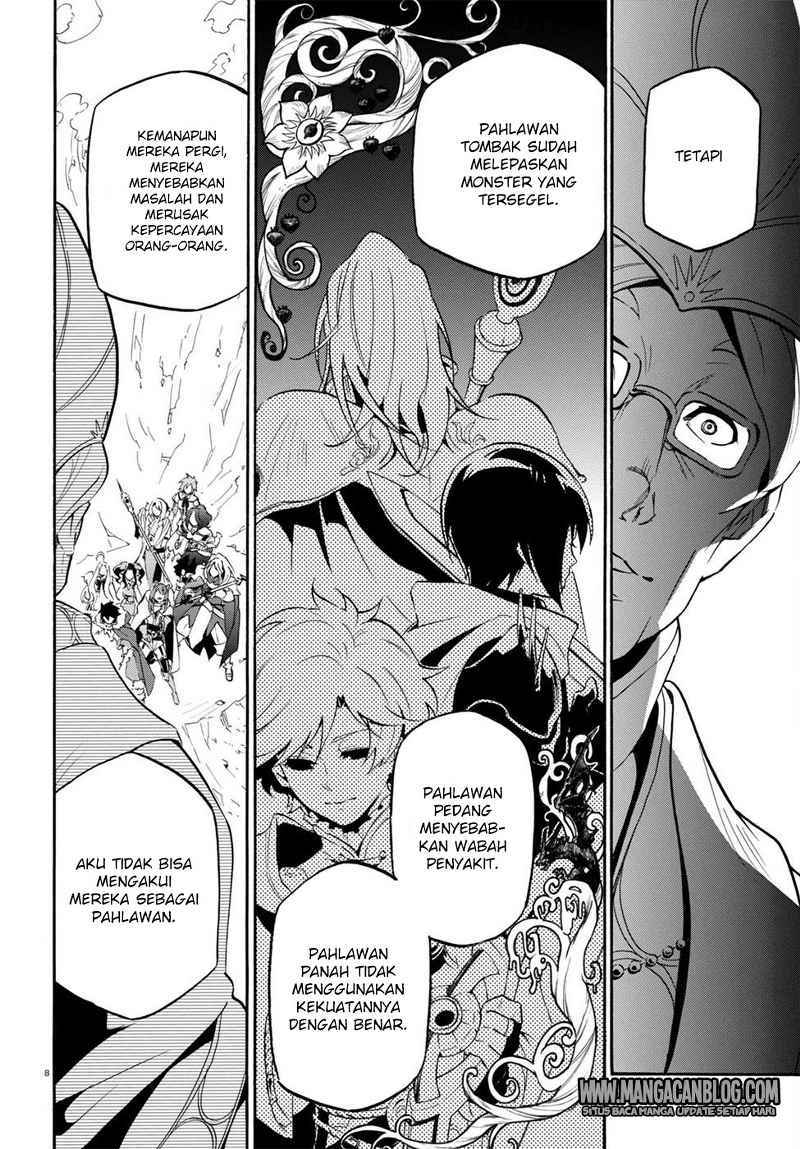 TETAPI
PAHLAWAN
TOMBAK SUDAH
MELEPASKAN
MONSTER YANG
TERSEGEL.
PAHLAWAN
PEDANG
MENYEBAB-
KAN WABAH
PENYAKIT.
PAHLAWAN
PANAH TIDAK
MENGGUNAKAN
KEKUATANNYA
DENGAN BENAR.
KEMANAPUN
MEREKA PERGI,
MEREKA
MENYEBABKAN
MASALAH DAN
MERUSAK
KEPERCAYAAN
ORANG-ORANG.
AKU TIDAK BISA
MENGAKUI
MEREKA SEBAGAI
PAHLAWAN.
8
WWW.MANGACANBLOG.COM
SITUS BACA MANGA UPDATE SETIAP HARI